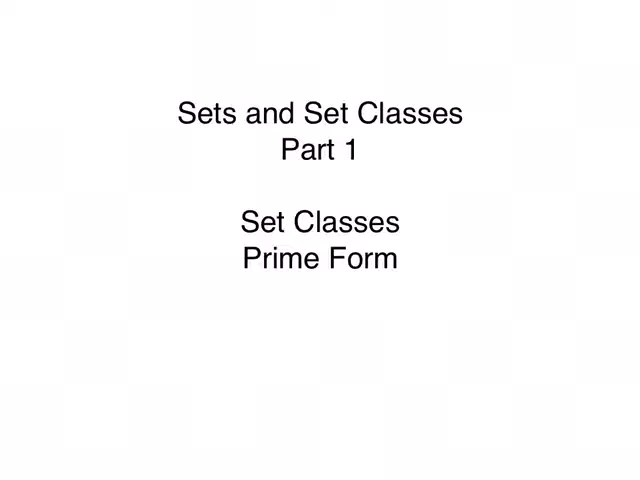 Sets and Set Classes
Part 1
Set Classes
Prime Form